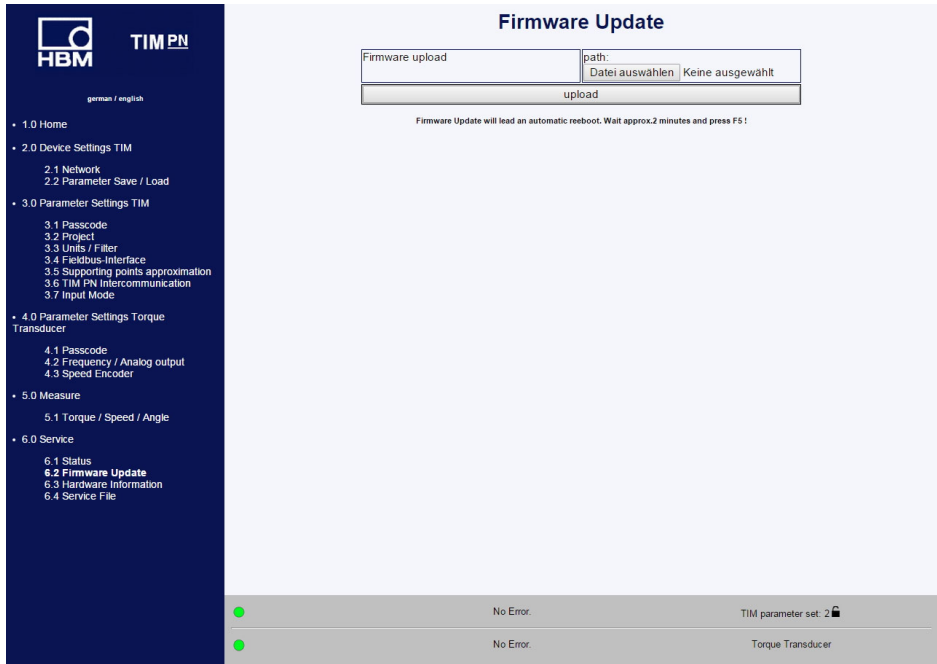 HBM
TIM PN
german / english
• 1.0 Home
• 2.0 Device Settings TIM
2.1 Network
2.2 Parameter Save / Load
• 3.0 Parameter Settings TIM
3.1 Passcode
3.2 Project
3.3 Units / Filter
3.4 Fieldbus-Interface
3.5 Supporting points approximation
3.6 TIM PN Intercommunication
3.7 Input Mode
• 4.0 Parameter Settings Torque
Transducer
4.1 Passcode
4.2 Frequency / Analog output
4.3 Speed Encoder
• 5.0 Measure
5.1 Torque / Speed / Angle
• 6.0 Service
6.1 Status
6.2 Firmware Update
6.3 Hardware Information
6.4 Service File
Firmware Update
Firmware upload
path:
Datei auswählen Keine ausgewählt
upload
Firmware Update will lead an automatic reeboot. Wait approx.2 minutes and press F5 !
No Error.
TIM parameter set: 2
No Error.
Torque Transducer